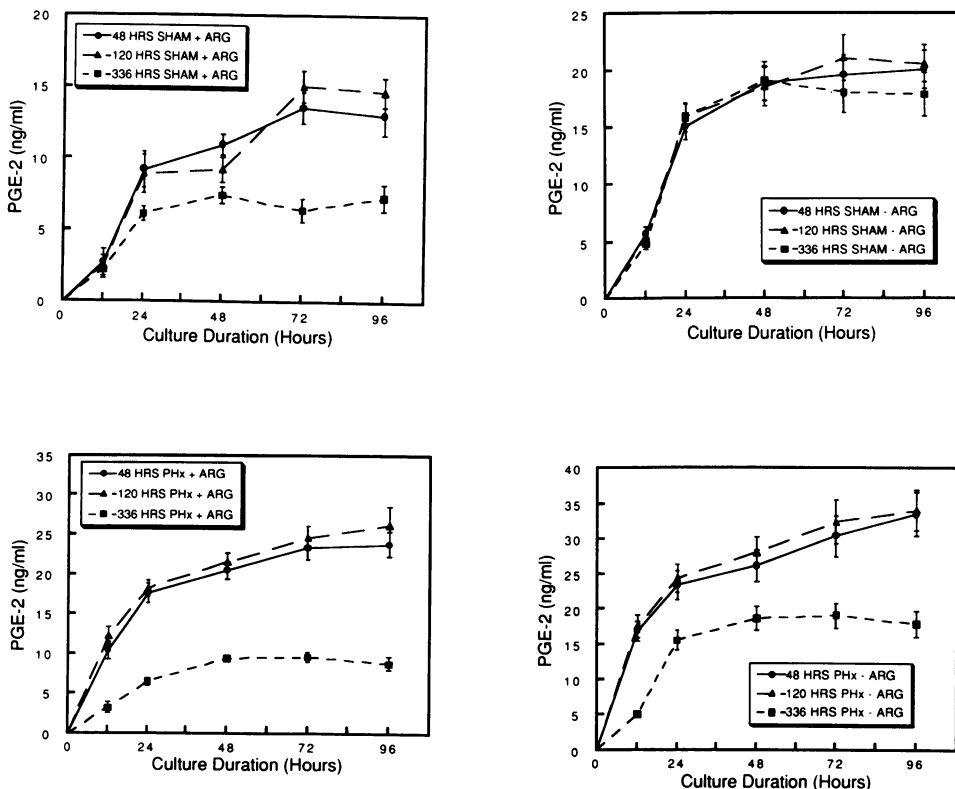 20
15
10
5
0
PGE-2 (ng/ml)
48 HRS SHAM + ARG
-120 HRS SHAM + ARG
-336 HRS SHAM + ARG
0
24
48
72
96
Culture Duration (Hours)
25
20
15
10
5
0
PGE-2 (ng/ml)
48 HRS SHAM - ARG
-120 HRS SHAM - ARG
-336 HRS SHAM - ARG
0
24
48
72
96
Culture Duration (Hours)
35
30
25
20
15
10
5
0
PGE-2 (ng/ml)
48 HRS PHx + ARG
-120 HRS PHx + ARG
-336 HRS PHx + ARG
0
24
48
72
96
Culture Duration (Hours)
40
35
30
25
20
15
10
5
0
PGE-2 (ng/ml)
48 HRS PHx - ARG
-120 HRS PHx - ARG
-336 HRS PHx - ARG
0
24
48
72
96
Culture Duration (Hours)